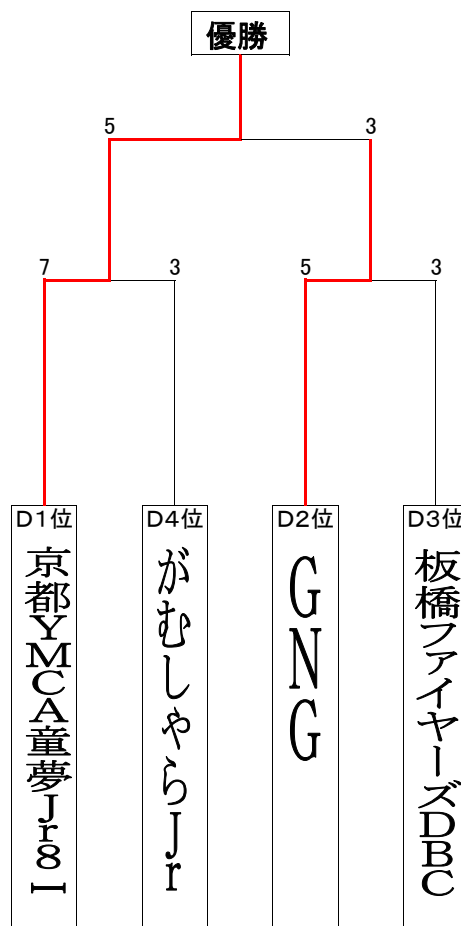 優勝
5
3
7
3
5
3
D1位
D4位
D2位
D3位
京都YMCA童夢Jr81
がむしゃらJr
GNG
板橋ファイヤーズDBC